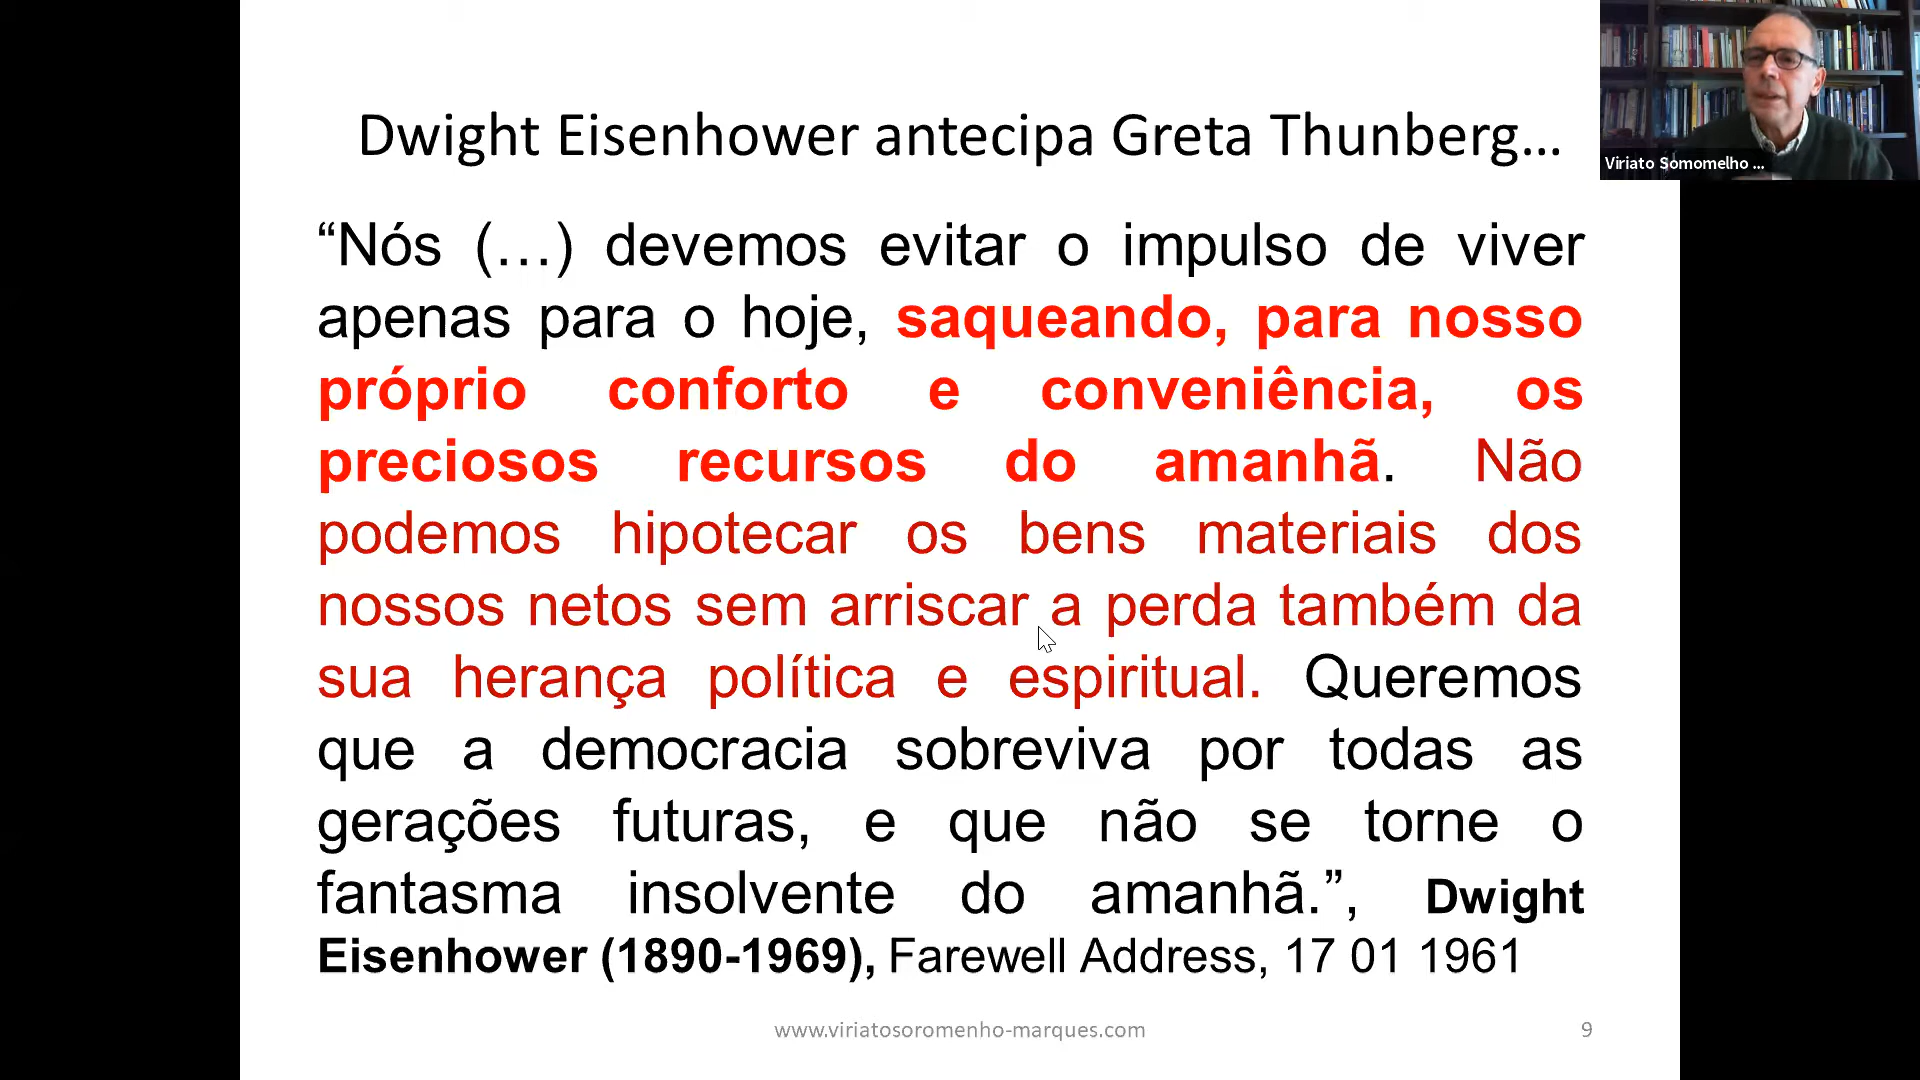 Dwight Eisenhower antecipa Greta Thunberg...
Viriato Somomelho ...
“Nós (…) devemos evitar o impulso de viver
apenas para o hoje, saqueando, para nosso
próprio conforto e conveniência, os
preciosos recursos do amanhã. Não
podemos hipotecar os bens materiais dos
nossos netos sem arriscar a perda também da
sua herança política e espiritual. Queremos
que a democracia sobreviva por todas as
gerações futuras, e que não se torne o
fantasma insolvente do amanhã.”, Dwight
Eisenhower (1890-1969), Farewell Address, 17 01 1961
www.viriatosoromenho-marques.com
9